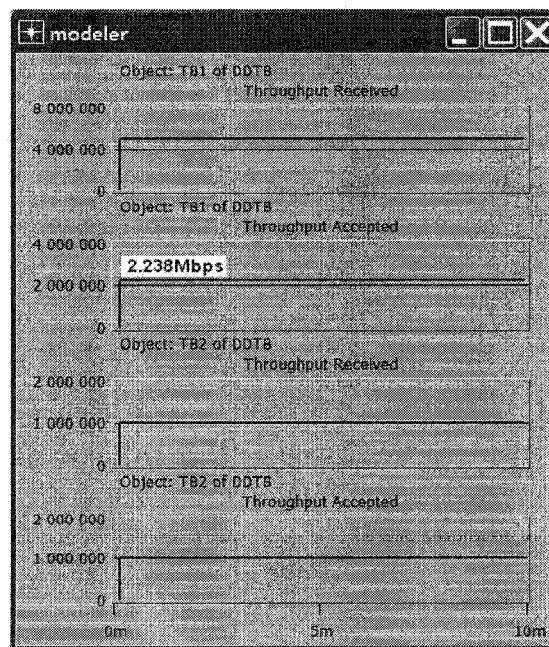 modeler
Object: TB1 of DDTB
Throughput Received
8 000 000
4 000 000
0
Object: TB1 of DDTB
Throughput Accepted
4 000 000
2.238Mbps
2 000 000
0
Object: TB2 of DDTB
Throughput Received
2 000 000
1 000 000
0
Object: TB2 of DDTB
Throughput Accepted
2 000 000
1 000 000
0
0m 5m 10m